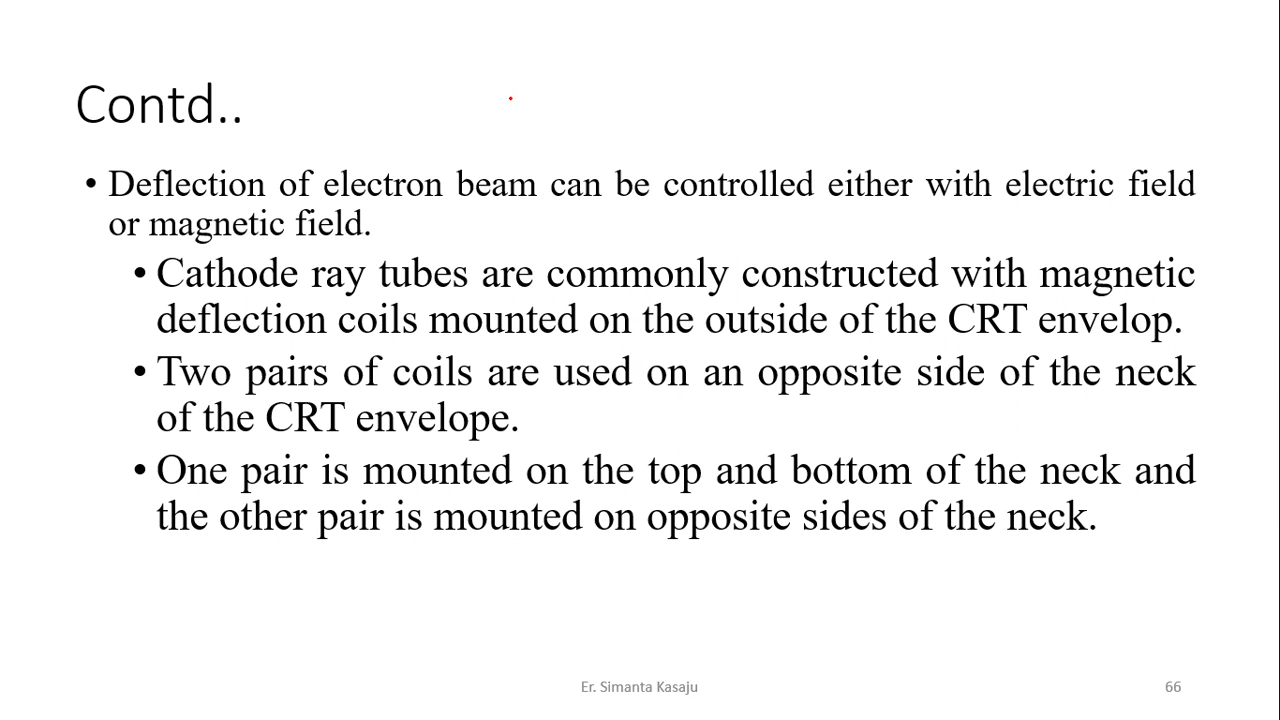 Contd..
• Deflection of electron beam can be controlled either with electric field
or magnetic field.
• Cathode ray tubes are commonly constructed with magnetic
deflection coils mounted on the outside of the CRT envelop.
• Two pairs of coils are used on an opposite side of the neck
of the CRT envelope.
• One pair is mounted on the top and bottom of the neck and
the other pair is mounted on opposite sides of the neck.
Er. Simanta Kasaju
66